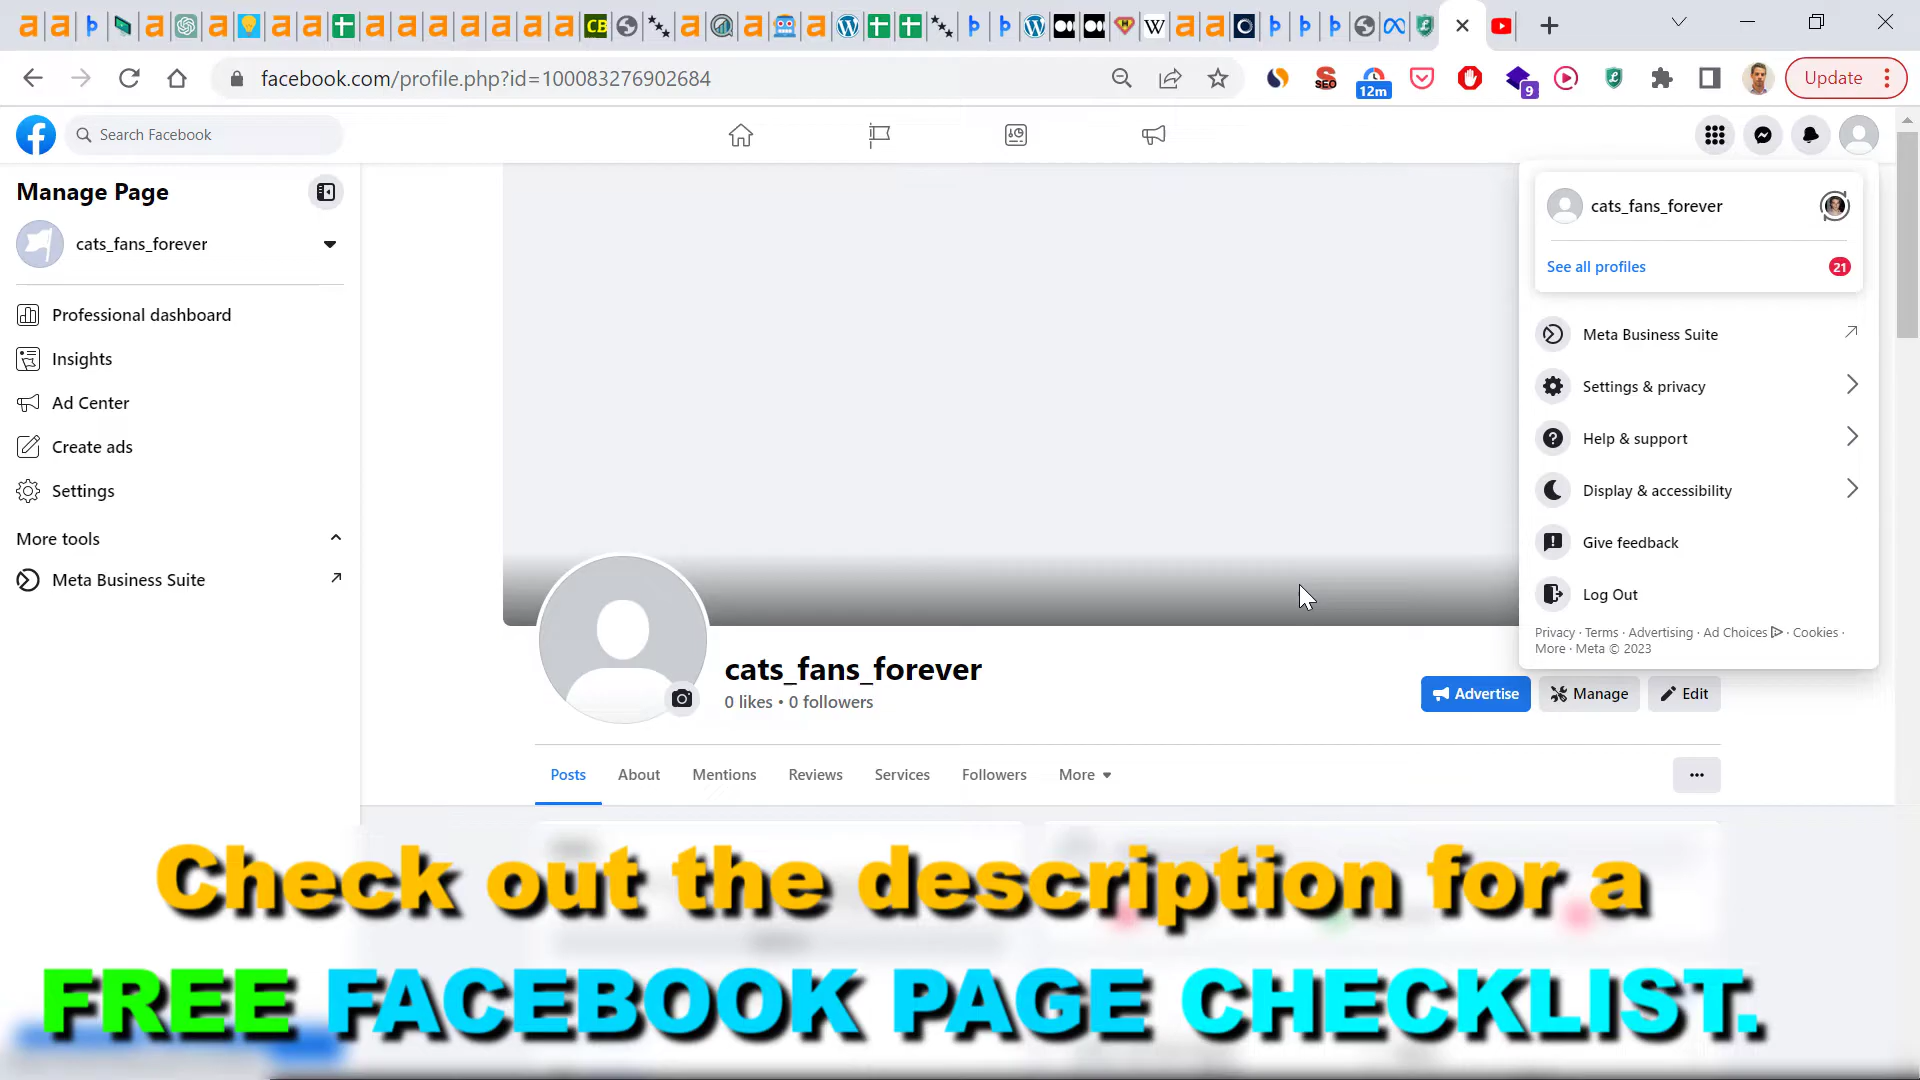 facebook.com/profile.php?id=100083276902684
12m
SEO
9
Update
Search Facebook
Manage Page
cats_fans_forever
Professional dashboard
Insights
Ad Center
Create ads
Settings
More tools
Meta Business Suite
cats_fans_forever
0 likes • 0 followers
Advertise
Manage
Edit
Posts
About
Mentions
Reviews
Services
Followers
More
cats_fans_forever
See all profiles
21
Meta Business Suite
Settings & privacy
Help & support
Display & accessibility
Give feedback
Log Out
Privacy · Terms · Advertising · Ad Choices · Cookies ·
More · Meta © 2023
Check out the description for a
FREE FACEBOOK PAGE CHECKLIST.